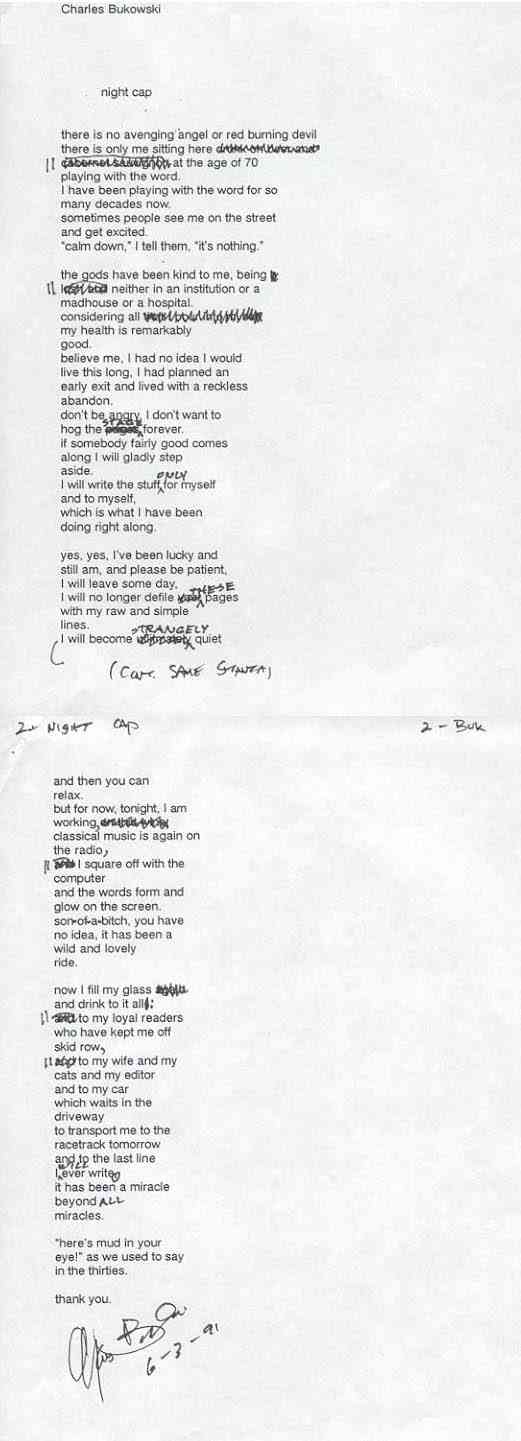 Charles Bukowski
night cap
there is no avenging angel or red burning devil
there is only me sitting here
at the age of 70
playing with the word.
I have been playing with the word for so
many decades now.
sometimes people see me on the street
and get excited.
“calm down,” I tell them, “it’s nothing.”
the gods have been kind to me, being
neither in an institution or a
madhouse or a hospital.
considering all
my health is remarkably
good.
believe me, I had no idea I would
live this long, I had planned an
early exit and lived with a reckless
abandon.
don’t be angry, I don’t want to
hog the STAGE forever.
if somebody fairly good comes
along I will gladly step
aside.
I will write the stuff ONLY for myself
and to myself,
which is what I have been
doing right along.
yes, yes, I’ve been lucky and
still am, and please be patient,
I will leave some day,
I will no longer defile THESE pages
with my raw and simple
lines.
I will become STRANGELY quiet
(CONT. SAME STANZA)
2- NIGHT CAP 2 - BUK
and then you can
relax.
but for now, tonight, I am
working,
classical music is again on
the radio,
I square off with the
computer
and the words form and
glow on the screen.
son-of-a-bitch, you have
no idea, it has been a
wild and lovely
ride.
now I fill my glass
and drink to it all:
to my loyal readers
who have kept me off
skid row,
to my wife and my
cats and my editor
and to my car
which waits in the
driveway
to transport me to the
racetrack tomorrow
and to the last line
I WILL ever write,
it has been a miracle
beyond ALL
miracles.
“here’s mud in your
eye!” as we used to say
in the thirties.
thank you.
6-3-91